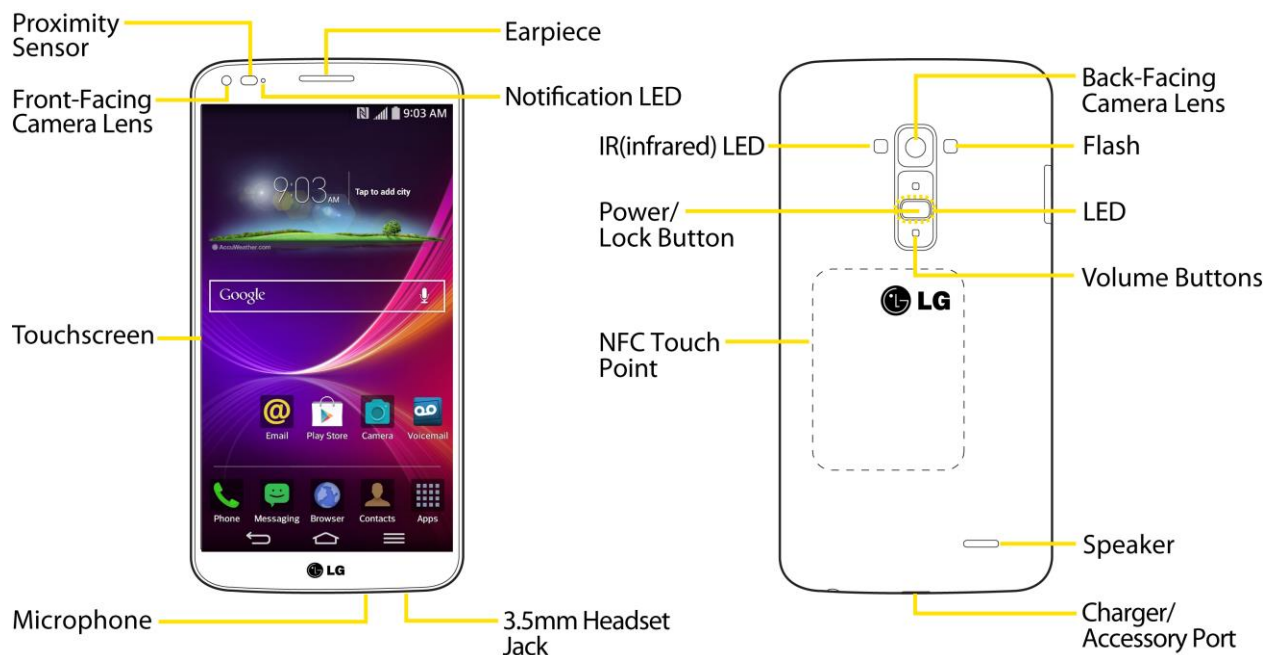 Proximity
Sensor
Front-Facing
Camera Lens
Touchscreen
Microphone
Earpiece
Notification LED
3.5mm Headset
Jack
9:03 AM
9:03 AM
Tap to add city
AccuWeather.com
Google
Email
Play Store
Camera
Voicemail
Phone
Messaging
Browser
Contacts
Apps
LG
IR(infrared) LED
Power/
Lock Button
NFC Touch
Point
LG
Back-Facing
Camera Lens
Flash
LED
Volume Buttons
Speaker
Charger/
Accessory Port